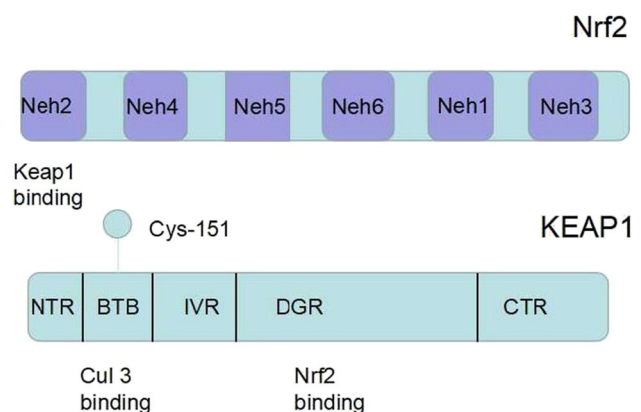 Nrf2
Neh2 Neh4 Neh5 Neh6 Neh1 Neh3
Keap1
binding
Cys-151
KEAP1
NTR BTB IVR DGR CTR
Cul 3
binding
Nrf2
binding